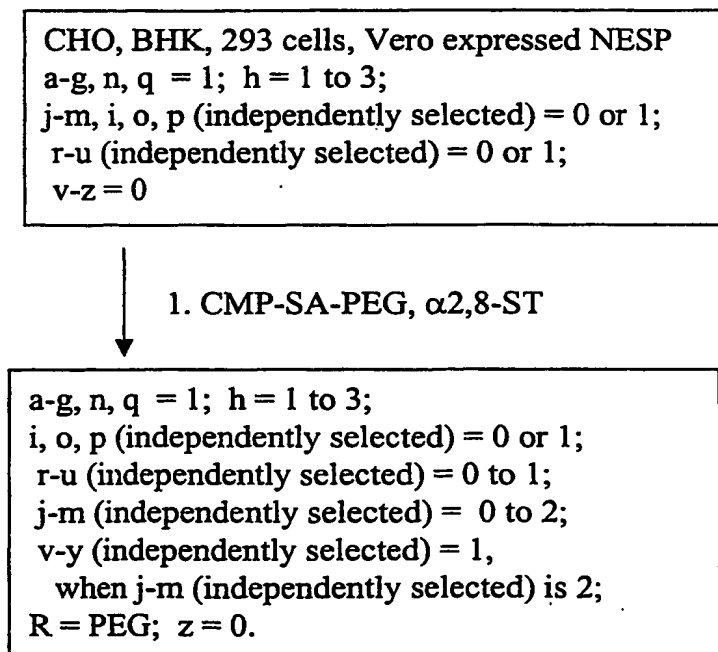 CHO, BHK, 293 cells, Vero expressed NESP
a-g, n, q = 1; h = 1 to 3;
j-m, i, o, p (independently selected) = 0 or 1;
r-u (independently selected) = 0 or 1;
v-z = 0
1. CMP-SA-PEG, α2,8-ST
a-g, n, q = 1; h = 1 to 3;
i, o, p (independently selected) = 0 or 1;
r-u (independently selected) = 0 to 1;
j-m (independently selected) = 0 to 2;
v-y (independently selected) = 1,
when j-m (independently selected) is 2;
R = PEG; z = 0.